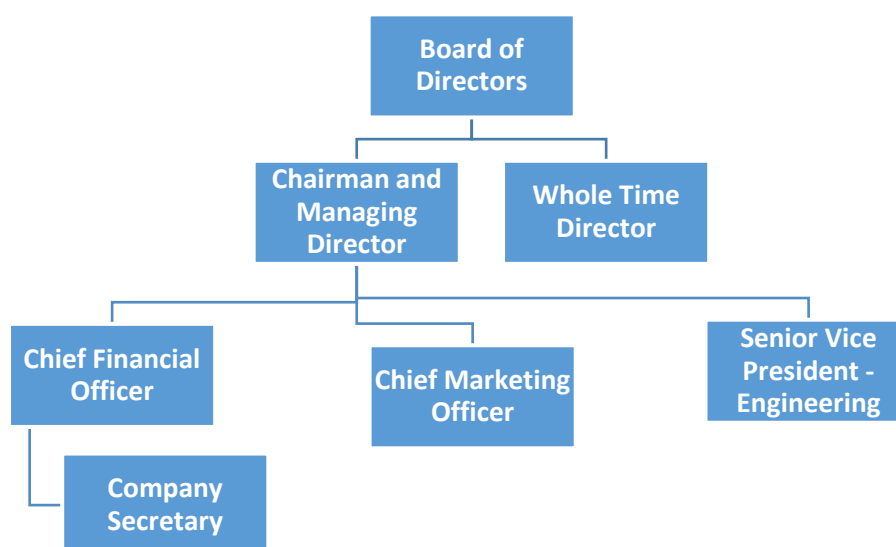 Board of
Directors
Chairman and
Managing
Director
Whole Time
Director
Chief Financial
Officer
Chief Marketing
Officer
Senior Vice
President -
Engineering
Company
Secretary